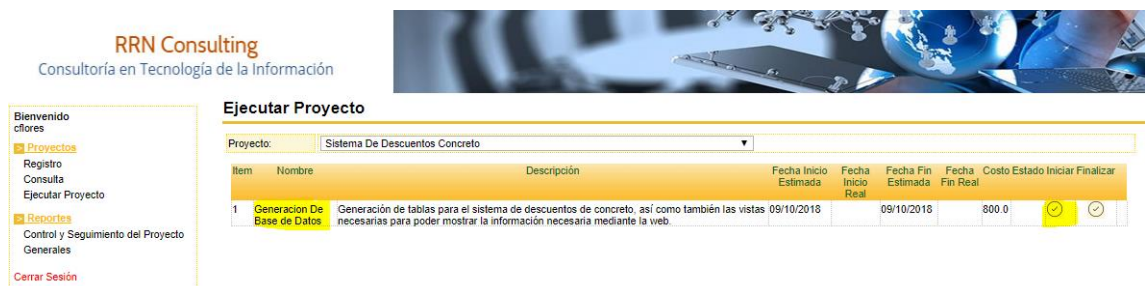 RRN Consulting
Consultoría en Tecnología de la Información
Bienvenido
cflores
Proyectos
Registro
Consulta
Ejecutar Proyecto
Reportes
Control y Seguimiento del Proyecto
Generales
Cerrar Sesión
Ejecutar Proyecto
Proyecto: Sistema De Descuentos Concreto
Item Nombre Descripción Fecha Inicio Estimada Fecha Inicio Real Fecha Fin Estimada Fecha Fin Real Costo Estado Iniciar Finalizar
1 Generacion De Base de Datos Generación de tablas para el sistema de descuentos de concreto, así como también las vistas necesarias para poder mostrar la información necesaria mediante la web. 09/10/2018 09/10/2018 800.0